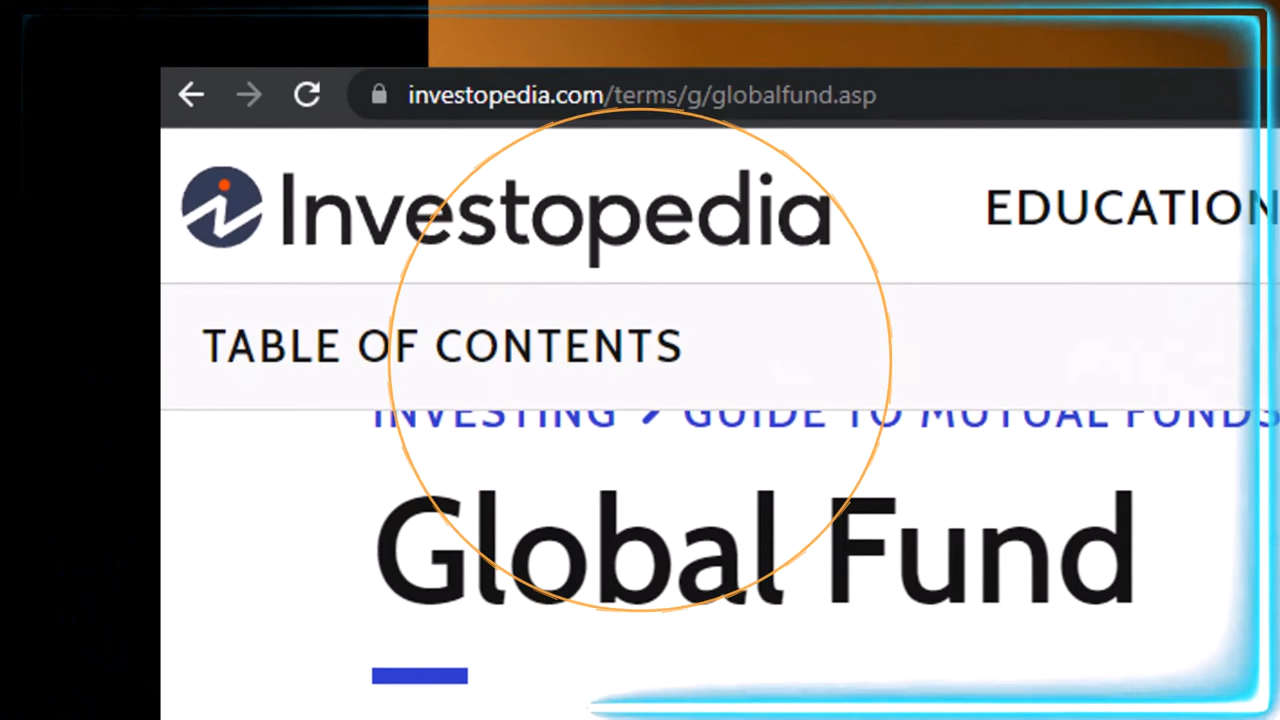 investopedia.com/terms/g/globalfund.asp
Investopedia EDUCATION
TABLE OF CONTENTS
INVESTING > GUIDE TO MUTUAL FUNDS
Global Fund